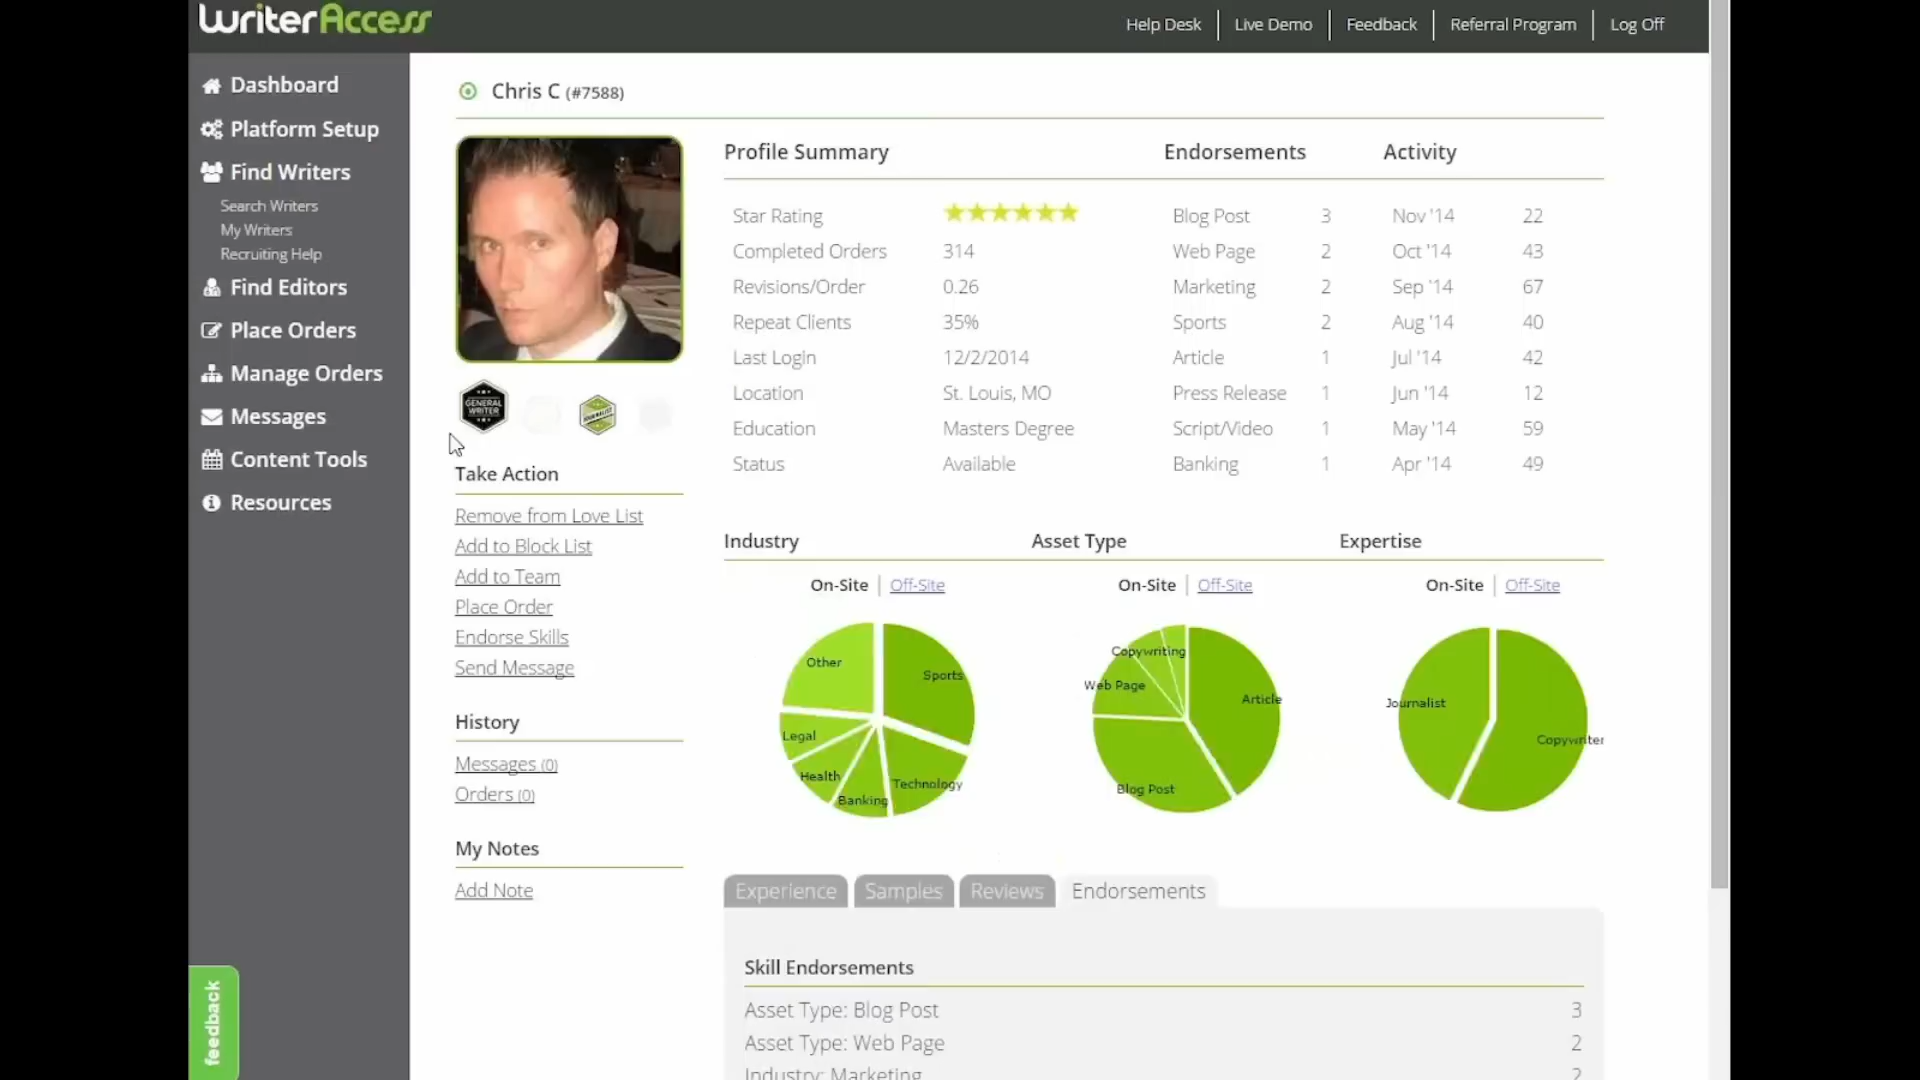 WriterAccess
Help Desk
Live Demo
Feedback
Referral Program
Log Off
Dashboard
Platform Setup
Find Writers
Search Writers
My Writers
Recruiting Help
Find Editors
Place Orders
Manage Orders
Messages
Content Tools
Resources
feedback
Chris C (#7588)
GENERAL WRITER
JOURNALIST
Take Action
Remove from Love List
Add to Block List
Add to Team
Place Order
Endorse Skills
Send Message
History
Messages (0)
Orders (0)
My Notes
Add Note
Profile Summary
Star Rating
Completed Orders 314
Revisions/Order 0.26
Repeat Clients 35%
Last Login 12/2/2014
Location St. Louis, MO
Education Masters Degree
Status Available
Endorsements
Blog Post 3
Web Page 2
Marketing 2
Sports 2
Article 1
Press Release 1
Script/Video 1
Banking 1
Activity
Nov '14 22
Oct '14 43
Sep '14 67
Aug '14 40
Jul '14 42
Jun '14 12
May '14 59
Apr '14 49
Industry
On-Site Off-Site
Other
Sports
Legal
Health
Banking
Technology
Asset Type
On-Site Off-Site
Copywriting
Web Page
Article
Blog Post
Expertise
On-Site Off-Site
Journalist
Copywriter
Experience
Samples
Reviews
Endorsements
Skill Endorsements
Asset Type: Blog Post 3
Asset Type: Web Page 2
Industry: Marketing 2